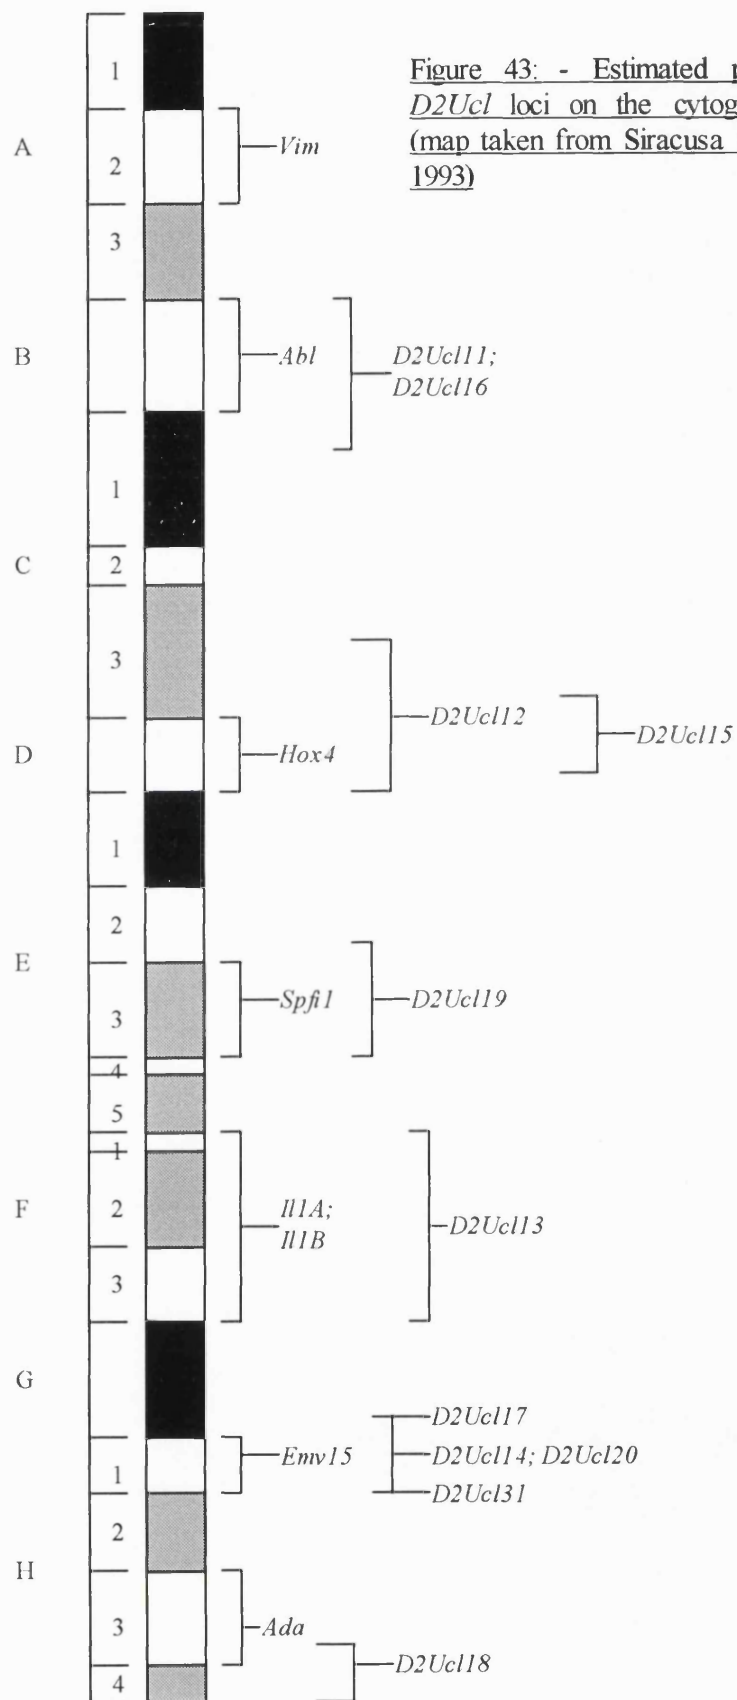 Figure 43: - Estimated
D2Ucl loci on the cytog
(map taken from Siracusa
1993)
1
A
2
Vim
3
B
Abl
D2Ucl11;
D2Ucl16
1
C
2
3
D2Ucl12
D2Ucl15
D
Hox4
1
2
E
3
Spfi1
D2Ucl19
4
5
1
F
2
Il1A;
Il1B
D2Ucl13
3
G
D2Ucl17
1
Emv15
D2Ucl14; D2Ucl20
D2Ucl31
2
H
3
Ada
D2Ucl18
4